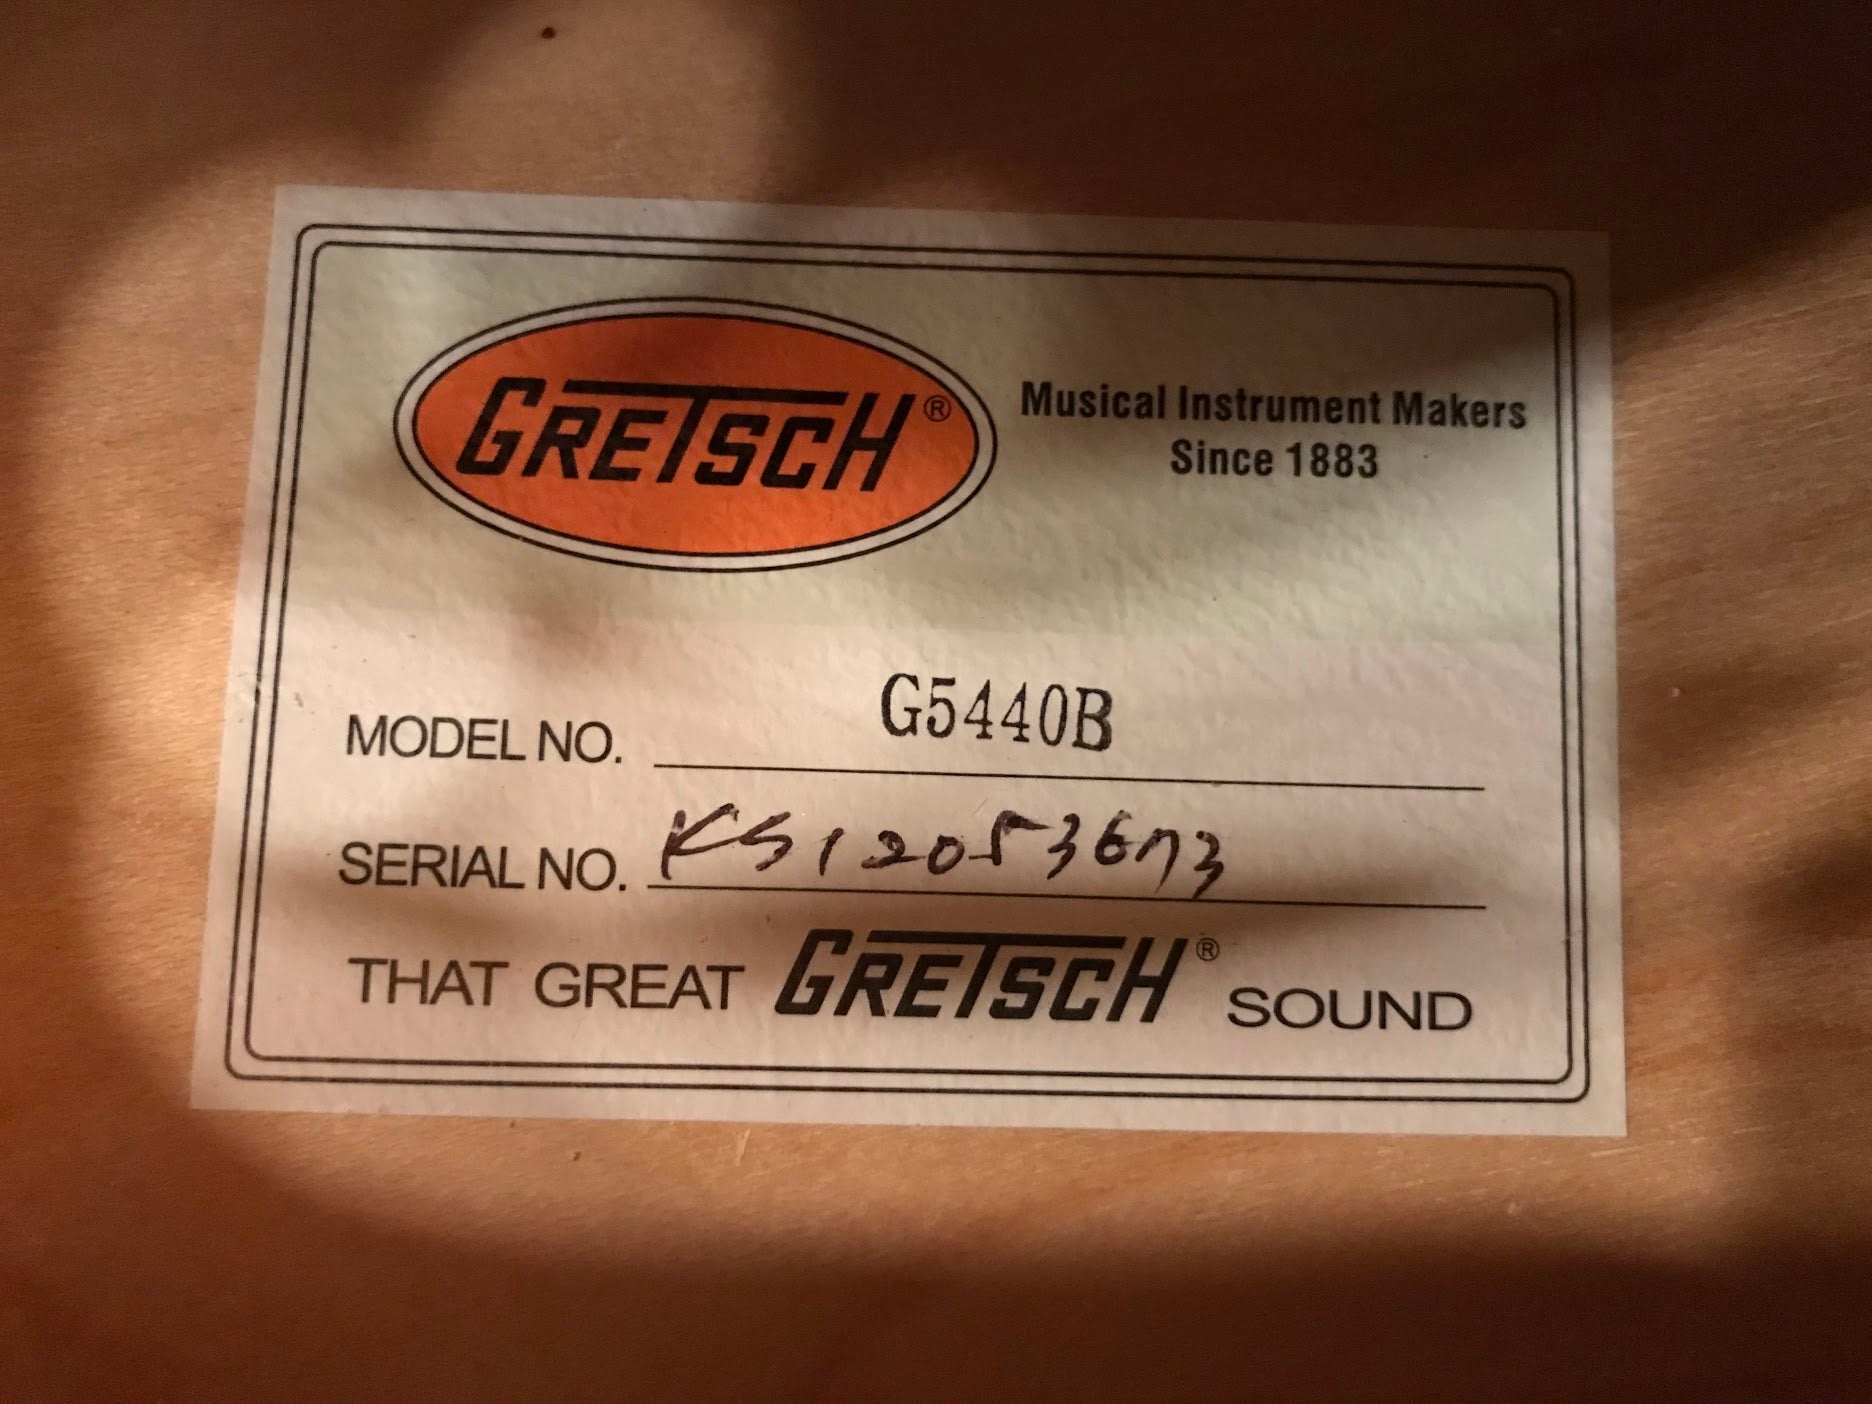 GRETSCH®
Musical Instrument Makers
Since 1883
MODEL NO. G5440B
SERIAL NO. KS12053673
THAT GREAT GRETSCH® SOUND